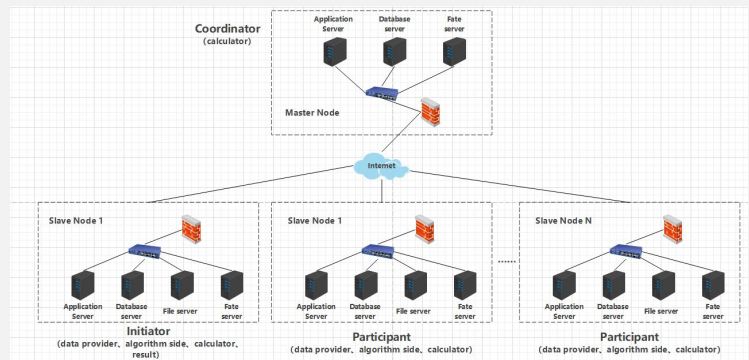 Coordinator
(calculator)
Application
Server
Database
server
Fate
server
Master Node
Internet
Slave Node 1
Application
Server
Database
server
File server
Fate
server
Initiator
(data provider、algorithm side、calculator、
result)
Slave Node 1
Application
Server
Database
server
File server
Fate
server
Participant
(data provider、algorithm side、calculator)
......
Slave Node N
Application
Server
Database
server
File server
Fate
server
Participant
(data provider、algorithm side、calculator)